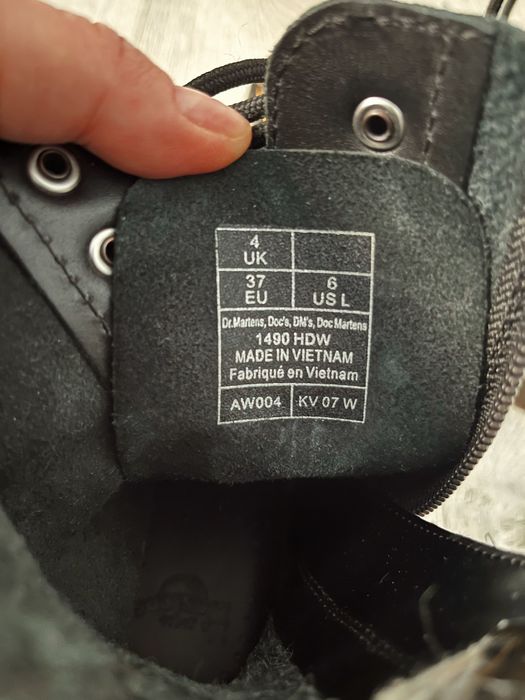 4
UK
37
EU
6
US L
Dr.Martens, Doc's, DM's, Doc Martens
1490 HDW
MADE IN VIETNAM
Fabriqué en Vietnam
AW004
KV 07 W